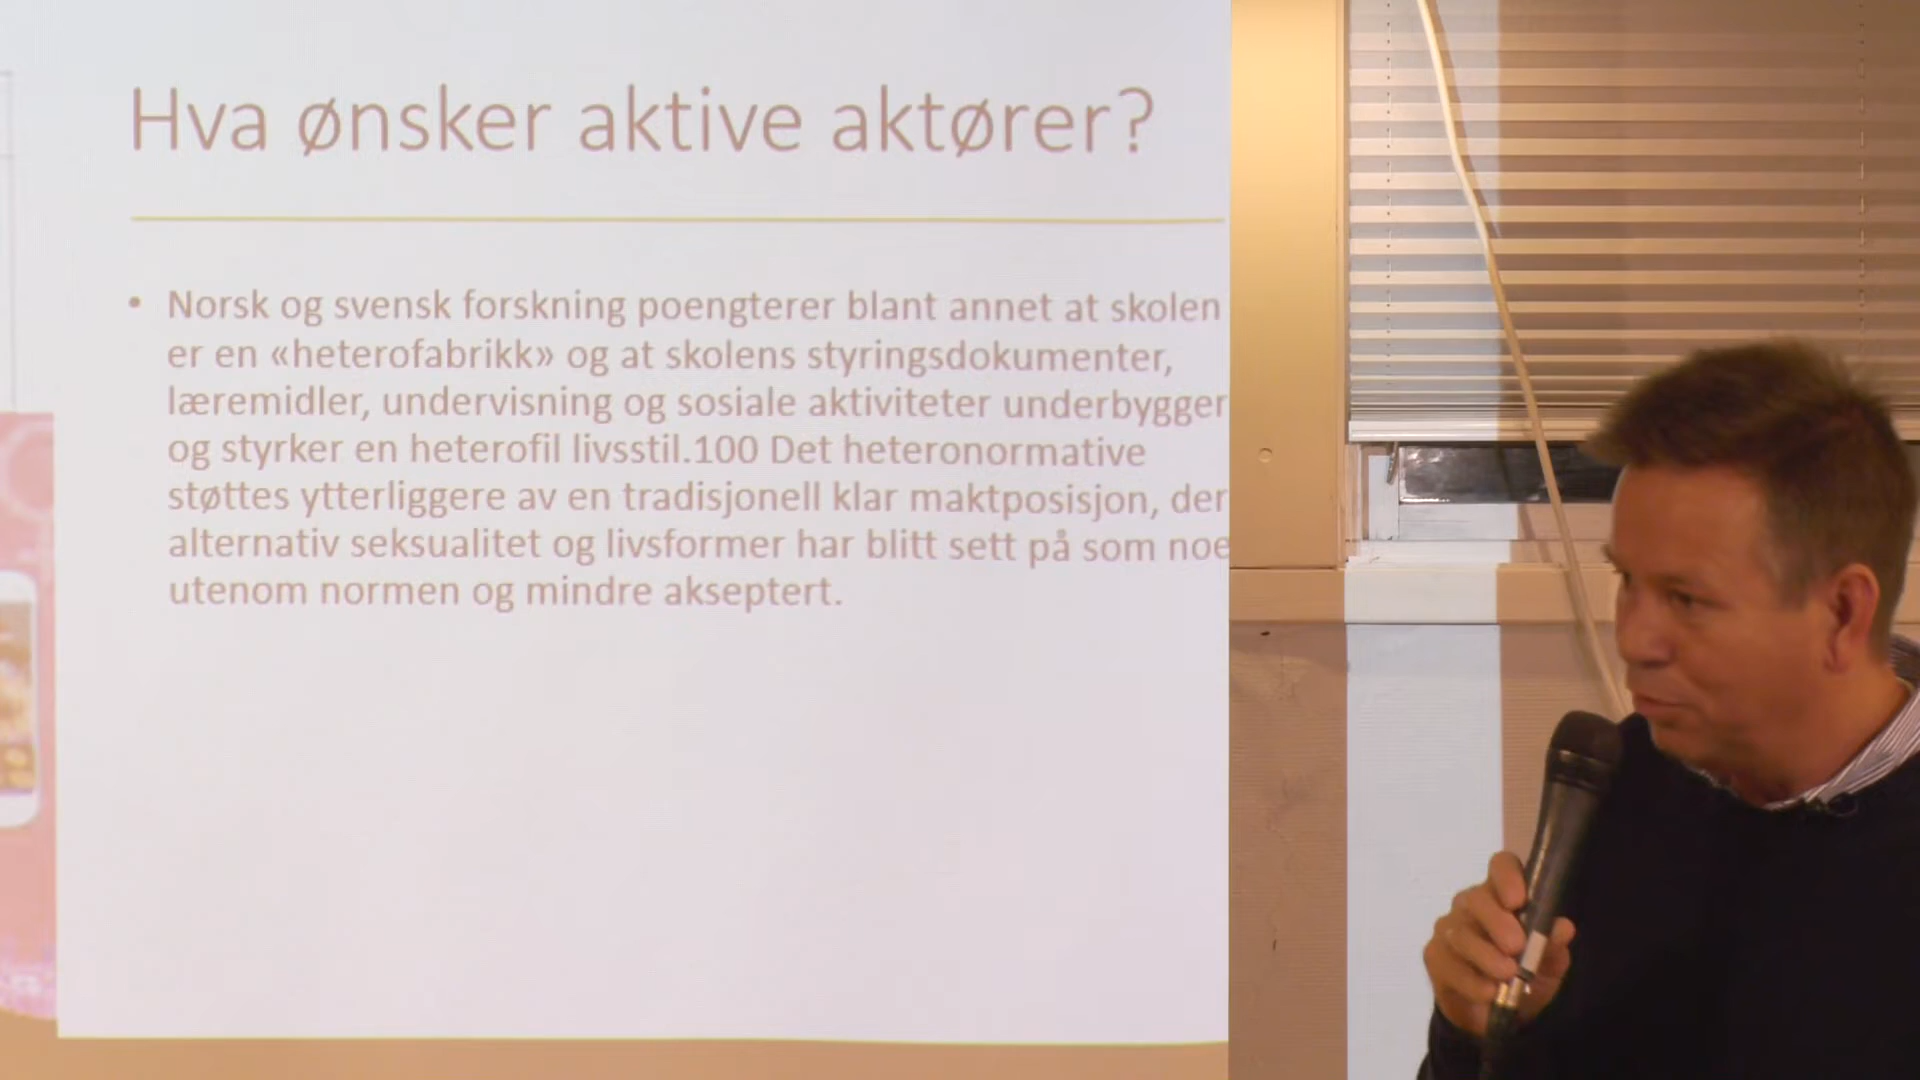 Hva ønsker aktive aktører?
• Norsk og svensk forskning poengterer blant annet at skolen
er en «heterofabrikk» og at skolens styringsdokumenter,
læremidler, undervisning og sosiale aktiviteter underbygger
og styrker en heterofil livsstil.100 Det heteronormative
støttes ytterliggere av en tradisjonell klar maktposisjon, der
alternativ seksualitet og livsformer har blitt sett på som noe
utenom normen og mindre akseptert.